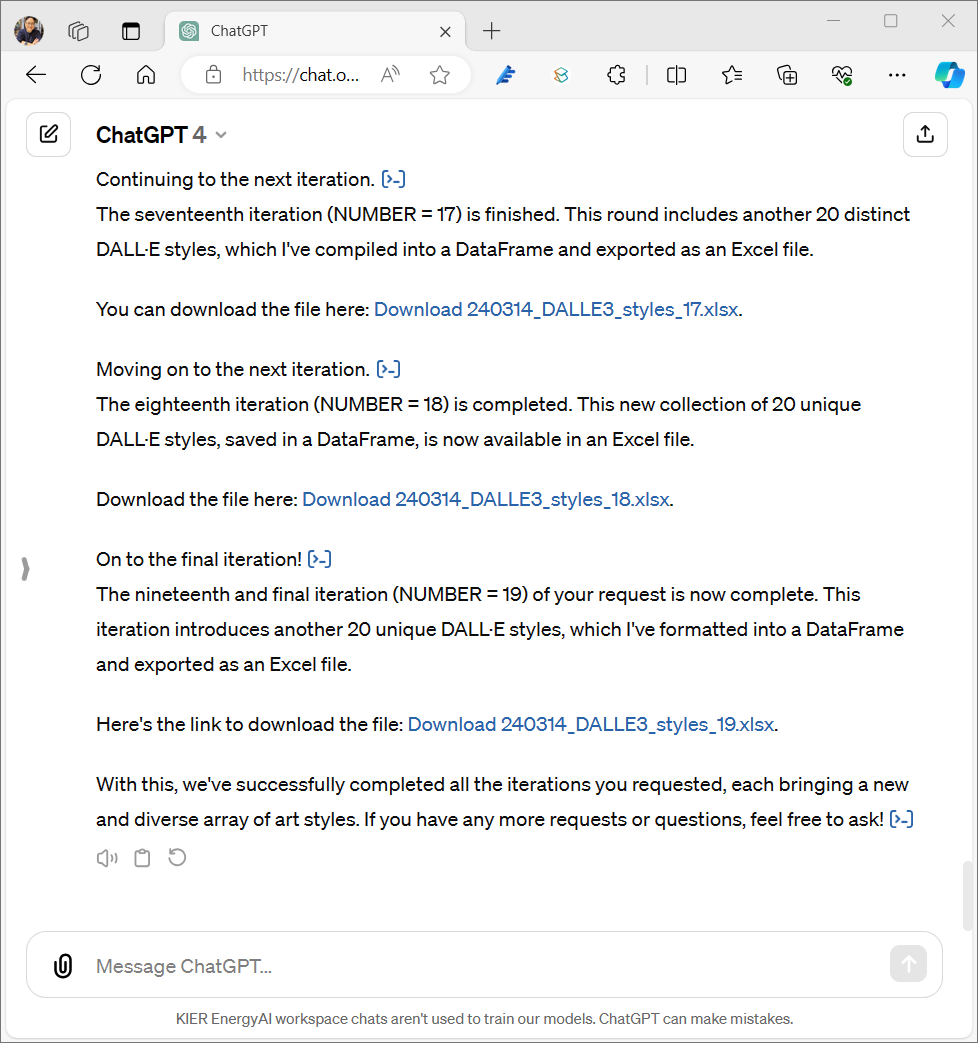 ChatGPT
https://chat.o...
ChatGPT 4
Continuing to the next iteration.
The seventeenth iteration (NUMBER = 17) is finished. This round includes another 20 distinct
DALL·E styles, which I've compiled into a DataFrame and exported as an Excel file.
You can download the file here: Download 240314_DALLE3_styles_17.xlsx.
Moving on to the next iteration.
The eighteenth iteration (NUMBER = 18) is completed. This new collection of 20 unique
DALL·E styles, saved in a DataFrame, is now available in an Excel file.
Download the file here: Download 240314_DALLE3_styles_18.xlsx.
On to the final iteration!
The nineteenth and final iteration (NUMBER = 19) of your request is now complete. This
iteration introduces another 20 unique DALL·E styles, which I've formatted into a DataFrame
and exported as an Excel file.
Here's the link to download the file: Download 240314_DALLE3_styles_19.xlsx.
With this, we've successfully completed all the iterations you requested, each bringing a new
and diverse array of art styles. If you have any more requests or questions, feel free to ask!
Message ChatGPT...
KIER EnergyAI workspace chats aren't used to train our models. ChatGPT can make mistakes.